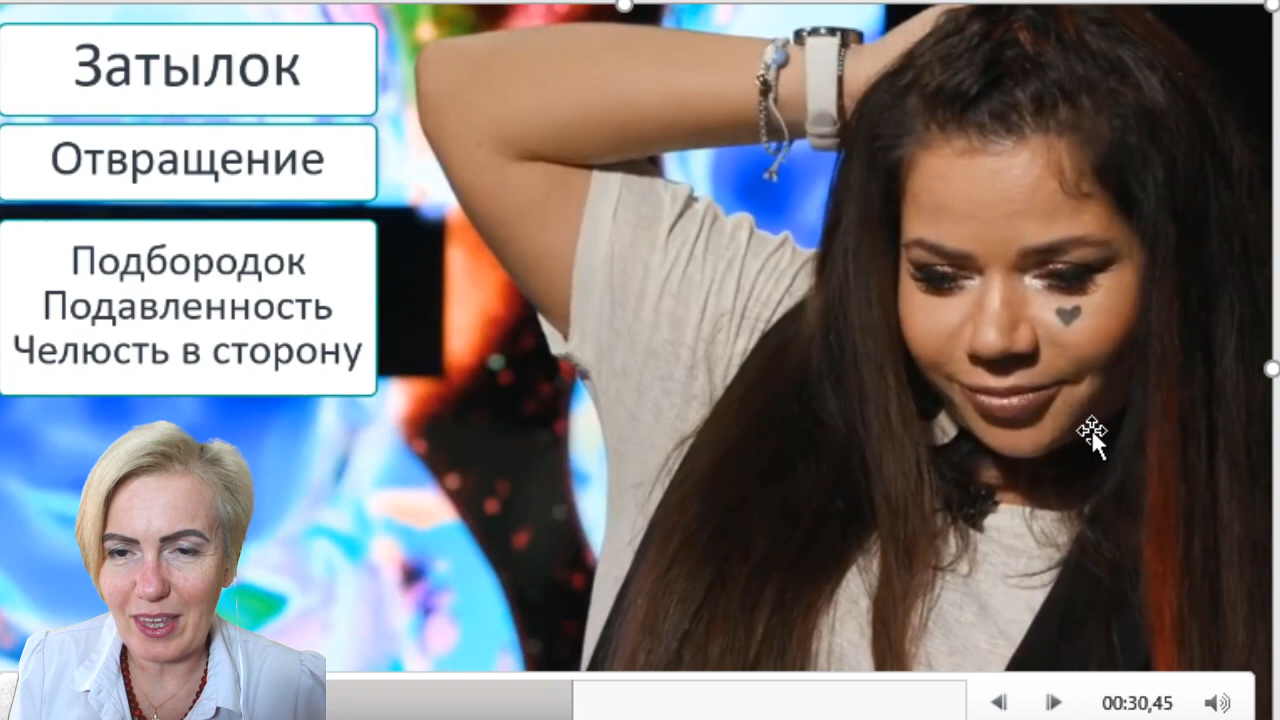 Затылок
Отвращение
Подбородок
Подавленность
Челюсть в сторону
00:30,45